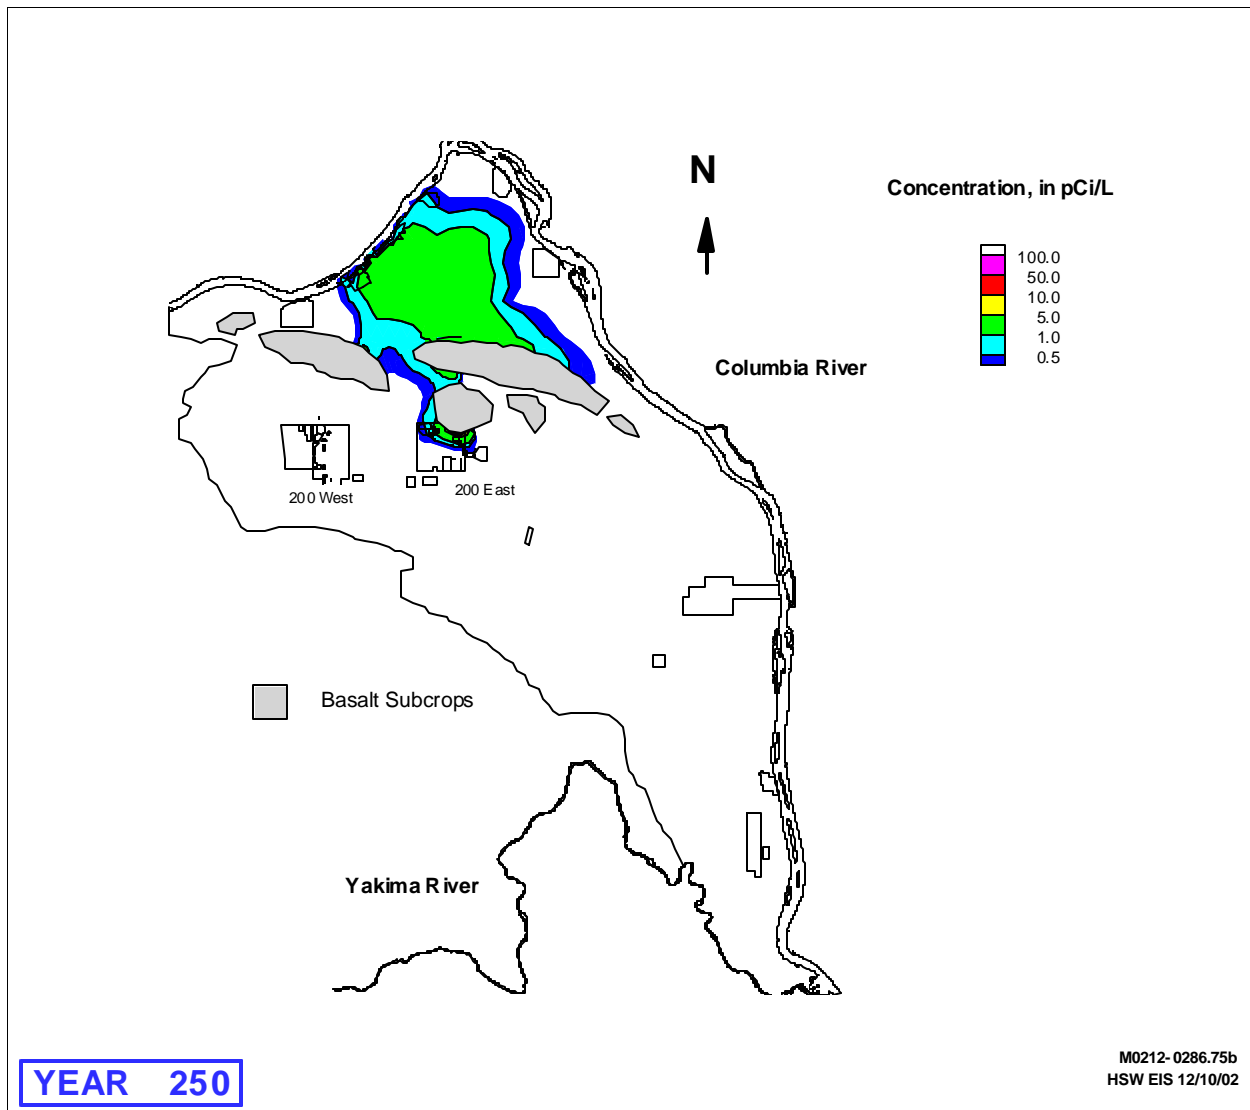 N
Concentration, in pCi/L
100.0
50.0
10.0
5.0
1.0
0.5
Columbia River
200 West
200 East
Basalt Subcrops
Yakima River
YEAR 250
M0212-0286.75b
HSW EIS 12/10/02